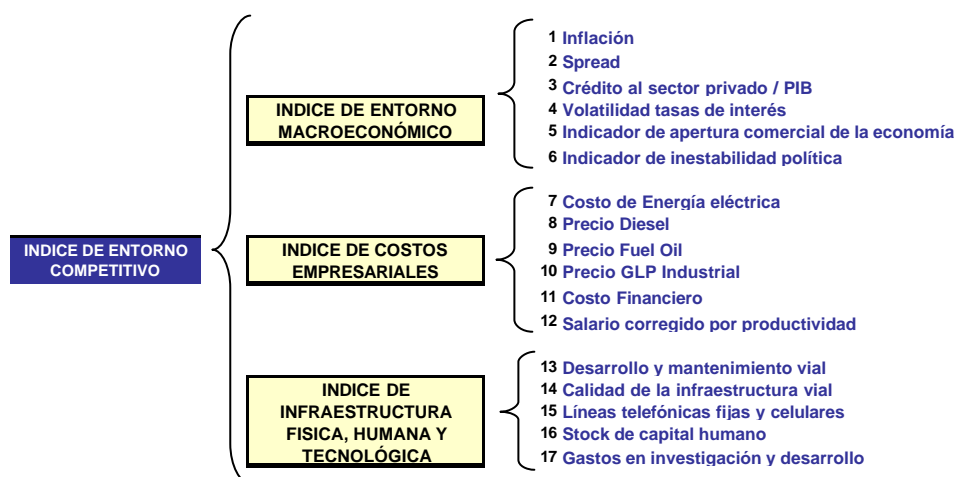 INDICE DE ENTORNO
COMPETITIVO
INDICE DE ENTORNO
MACROECONÓMICO
1 Inflación
2 Spread
3 Crédito al sector privado / PIB
4 Volatilidad tasas de interés
5 Indicador de apertura comercial de la economía
6 Indicador de inestabilidad política
INDICE DE COSTOS
EMPRESARIALES
7 Costo de Energía eléctrica
8 Precio Diesel
9 Precio Fuel Oil
10 Precio GLP Industrial
11 Costo Financiero
12 Salario corregido por productividad
INDICE DE
INFRAESTRUCTURA
FISICA, HUMANA Y
TECNOLÓGICA
13 Desarrollo y mantenimiento vial
14 Calidad de la infraestructura vial
15 Líneas telefónicas fijas y celulares
16 Stock de capital humano
17 Gastos en investigación y desarrollo